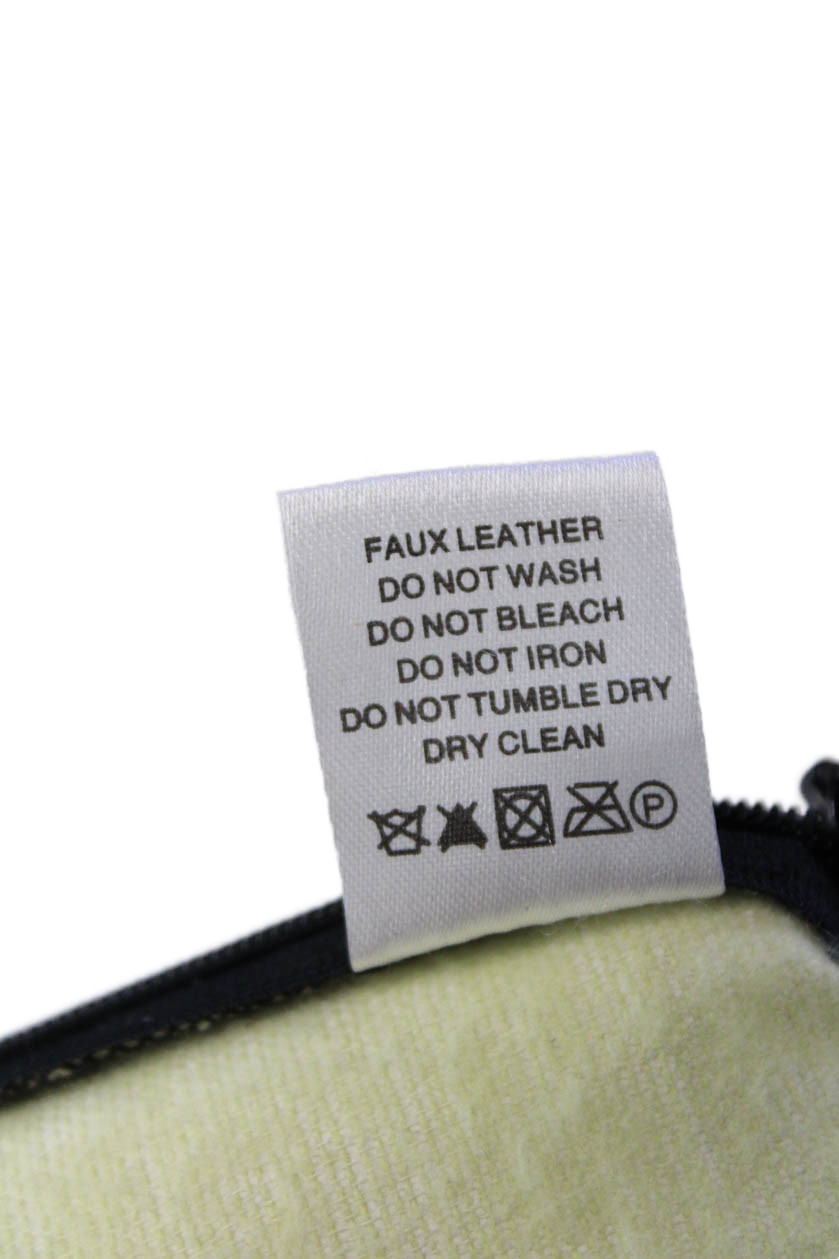 FAUX LEATHER
DO NOT WASH
DO NOT BLEACH
DO NOT IRON
DO NOT TUMBLE DRY
DRY CLEAN
P